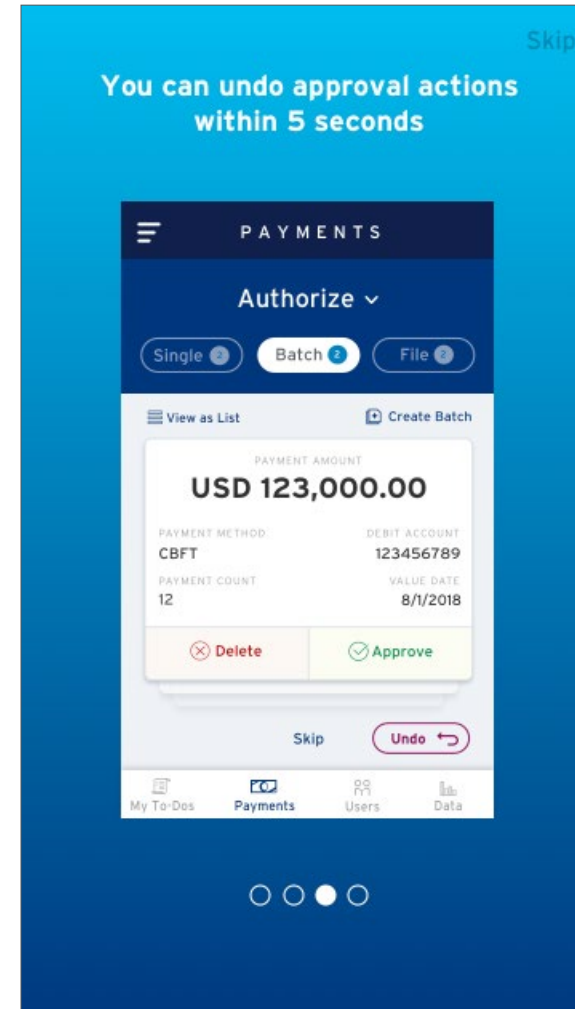 Skip
You can undo approval actions
within 5 seconds
PAYMENTS
Authorize
Single 2 Batch 2 File 2
View as List Create Batch
PAYMENT AMOUNT
USD 123,000.00
PAYMENT METHOD DEBIT ACCOUNT
CBFT 123456789
PAYMENT COUNT VALUE DATE
12 8/1/2018
Delete Approve
Skip Undo
My To-Dos Payments Users Data